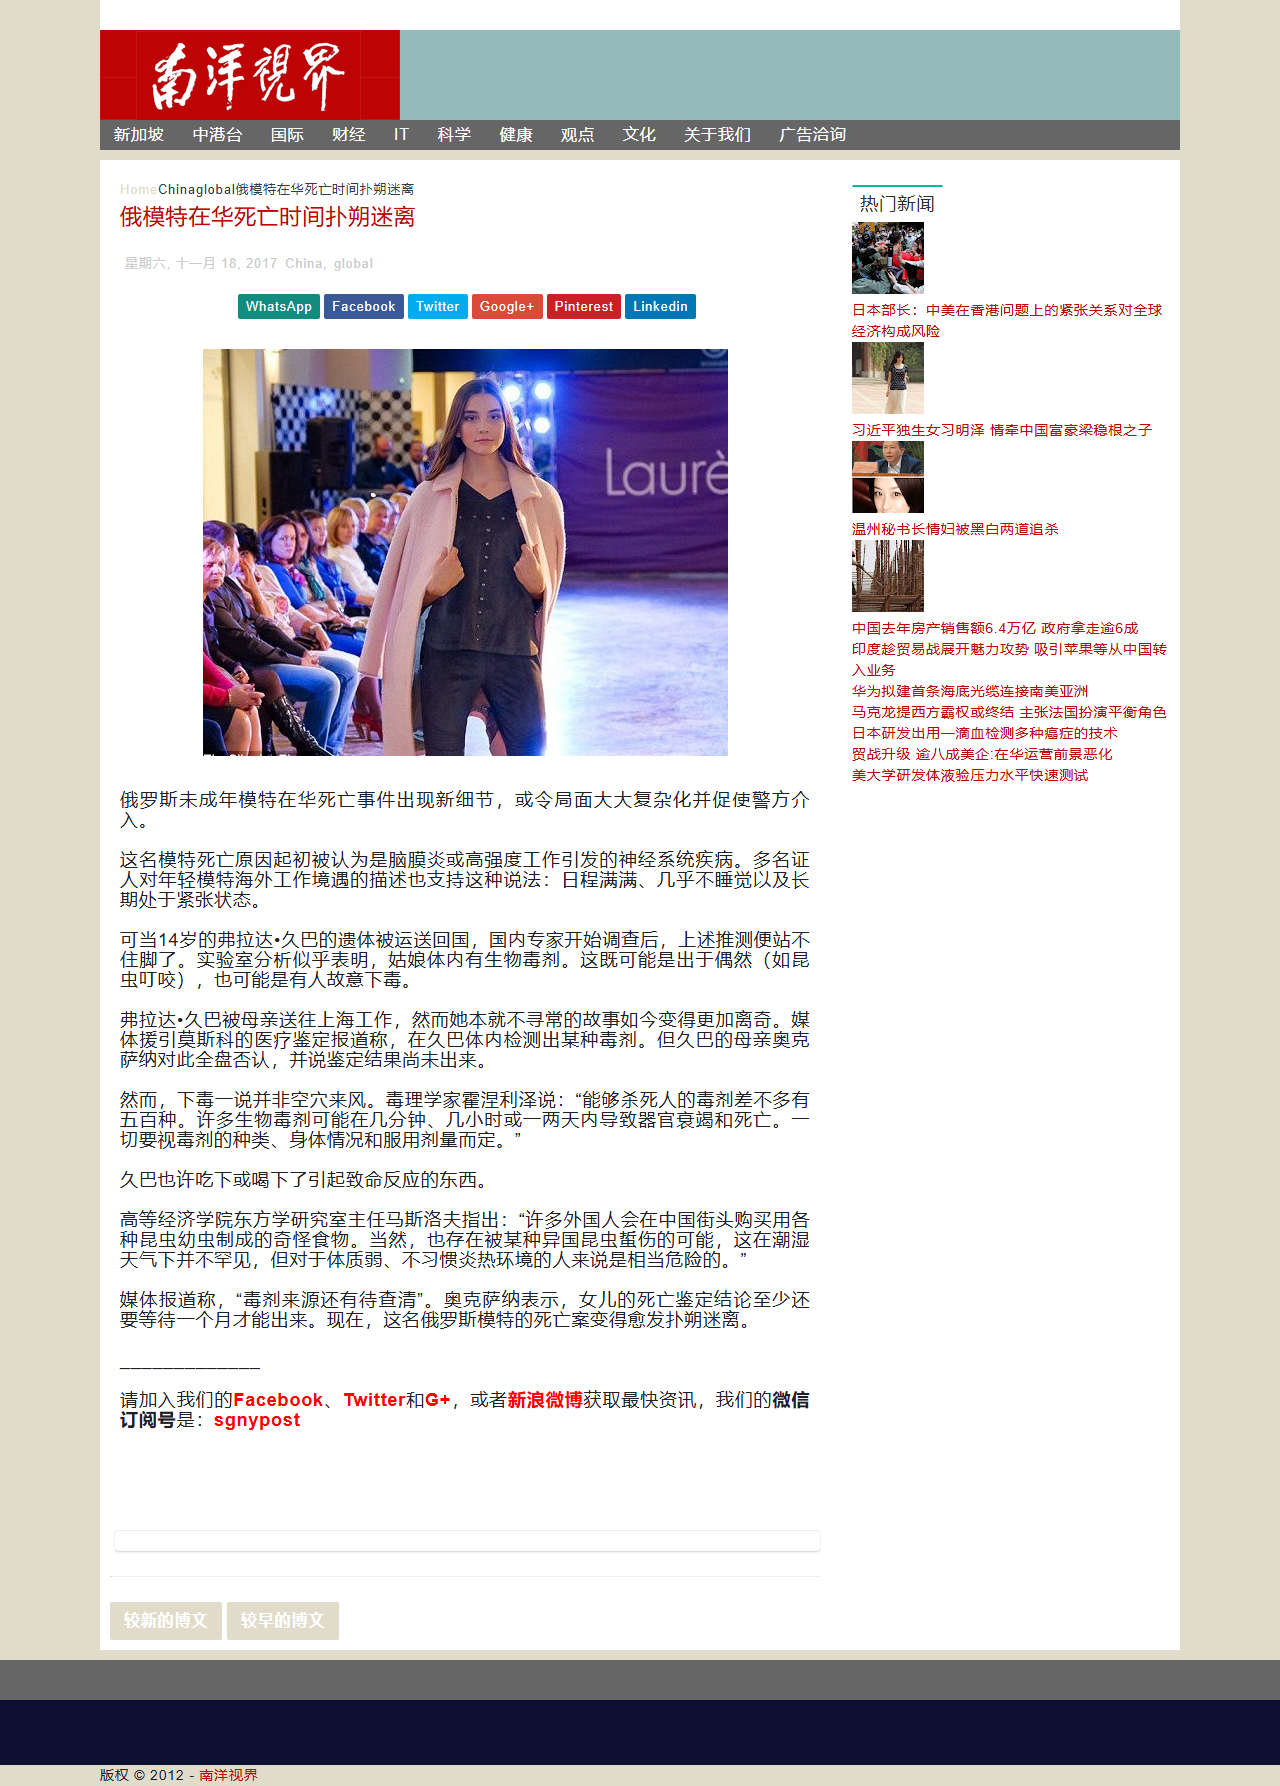 南洋視界
新加坡 中港台 国际 财经 IT 科学 健康 观点 文化 关于我们 广告洽询
HomeChinaglobal俄模特在华死亡时间扑朔迷离
俄模特在华死亡时间扑朔迷离
星期六, 十一月 18, 2017 China, global
WhatsApp Facebook Twitter Google+ Pinterest Linkedin
Laurè
俄罗斯未成年模特在华死亡事件出现新细节，或令局面大大复杂化并促使警方介
入。
这名模特死亡原因起初被认为是脑膜炎或高强度工作引发的神经系统疾病。多名证
人对年轻模特海外工作境遇的描述也支持这种说法：日程满满、几乎不睡觉以及长
期处于紧张状态。
可当14岁的弗拉达•久巴的遗体被运送回国，国内专家开始调查后，上述推测便站不
住脚了。实验室分析似乎表明，姑娘体内有生物毒剂。这既可能是出于偶然（如昆
虫叮咬），也可能是有人故意下毒。
弗拉达•久巴被母亲送往上海工作，然而她本就不寻常的故事如今变得更加离奇。媒
体援引莫斯科的医疗鉴定报道称，在久巴体内检测出某种毒剂。但久巴的母亲奥克
萨纳对此全盘否认，并说鉴定结果尚未出来。
然而，下毒一说并非空穴来风。毒理学家霍涅利泽说：“能够杀死人的毒剂差不多有
五百种。许多生物毒剂可能在几分钟、几小时或一两天内导致器官衰竭和死亡。一
切要视毒剂的种类、身体情况和服用剂量而定。”
久巴也许吃下或喝下了引起致命反应的东西。
高等经济学院东方学研究室主任马斯洛夫指出：“许多外国人会在中国街头购买用各
种昆虫幼虫制成的奇怪食物。当然，也存在被某种异国昆虫蜇伤的可能，这在潮湿
天气下并不罕见，但对于体质弱、不习惯炎热环境的人来说是相当危险的。”
媒体报道称，“毒剂来源还有待查清”。奥克萨纳表示，女儿的死亡鉴定结论至少还
要等待一个月才能出来。现在，这名俄罗斯模特的死亡案变得愈发扑朔迷离。
_____________
请加入我们的Facebook、Twitter和G+，或者新浪微博获取最快资讯，我们的微信
订阅号是：sgnypost
较新的博文 较早的博文
热门新闻
日本部长：中美在香港问题上的紧张关系对全球
经济构成风险
习近平独生女习明泽 情牵中国富豪梁稳根之子
温州秘书长情妇被黑白两道追杀
中国去年房产销售额6.4万亿 政府拿走逾6成
印度趁贸易战展开魅力攻势 吸引苹果等从中国转
入业务
华为拟建首条海底光缆连接南美亚洲
马克龙提西方霸权或终结 主张法国扮演平衡角色
日本研发出用一滴血检测多种癌症的技术
贸战升级 逾八成美企:在华运营前景恶化
美大学研发体液验压力水平快速测试
版权 © 2012 - 南洋视界